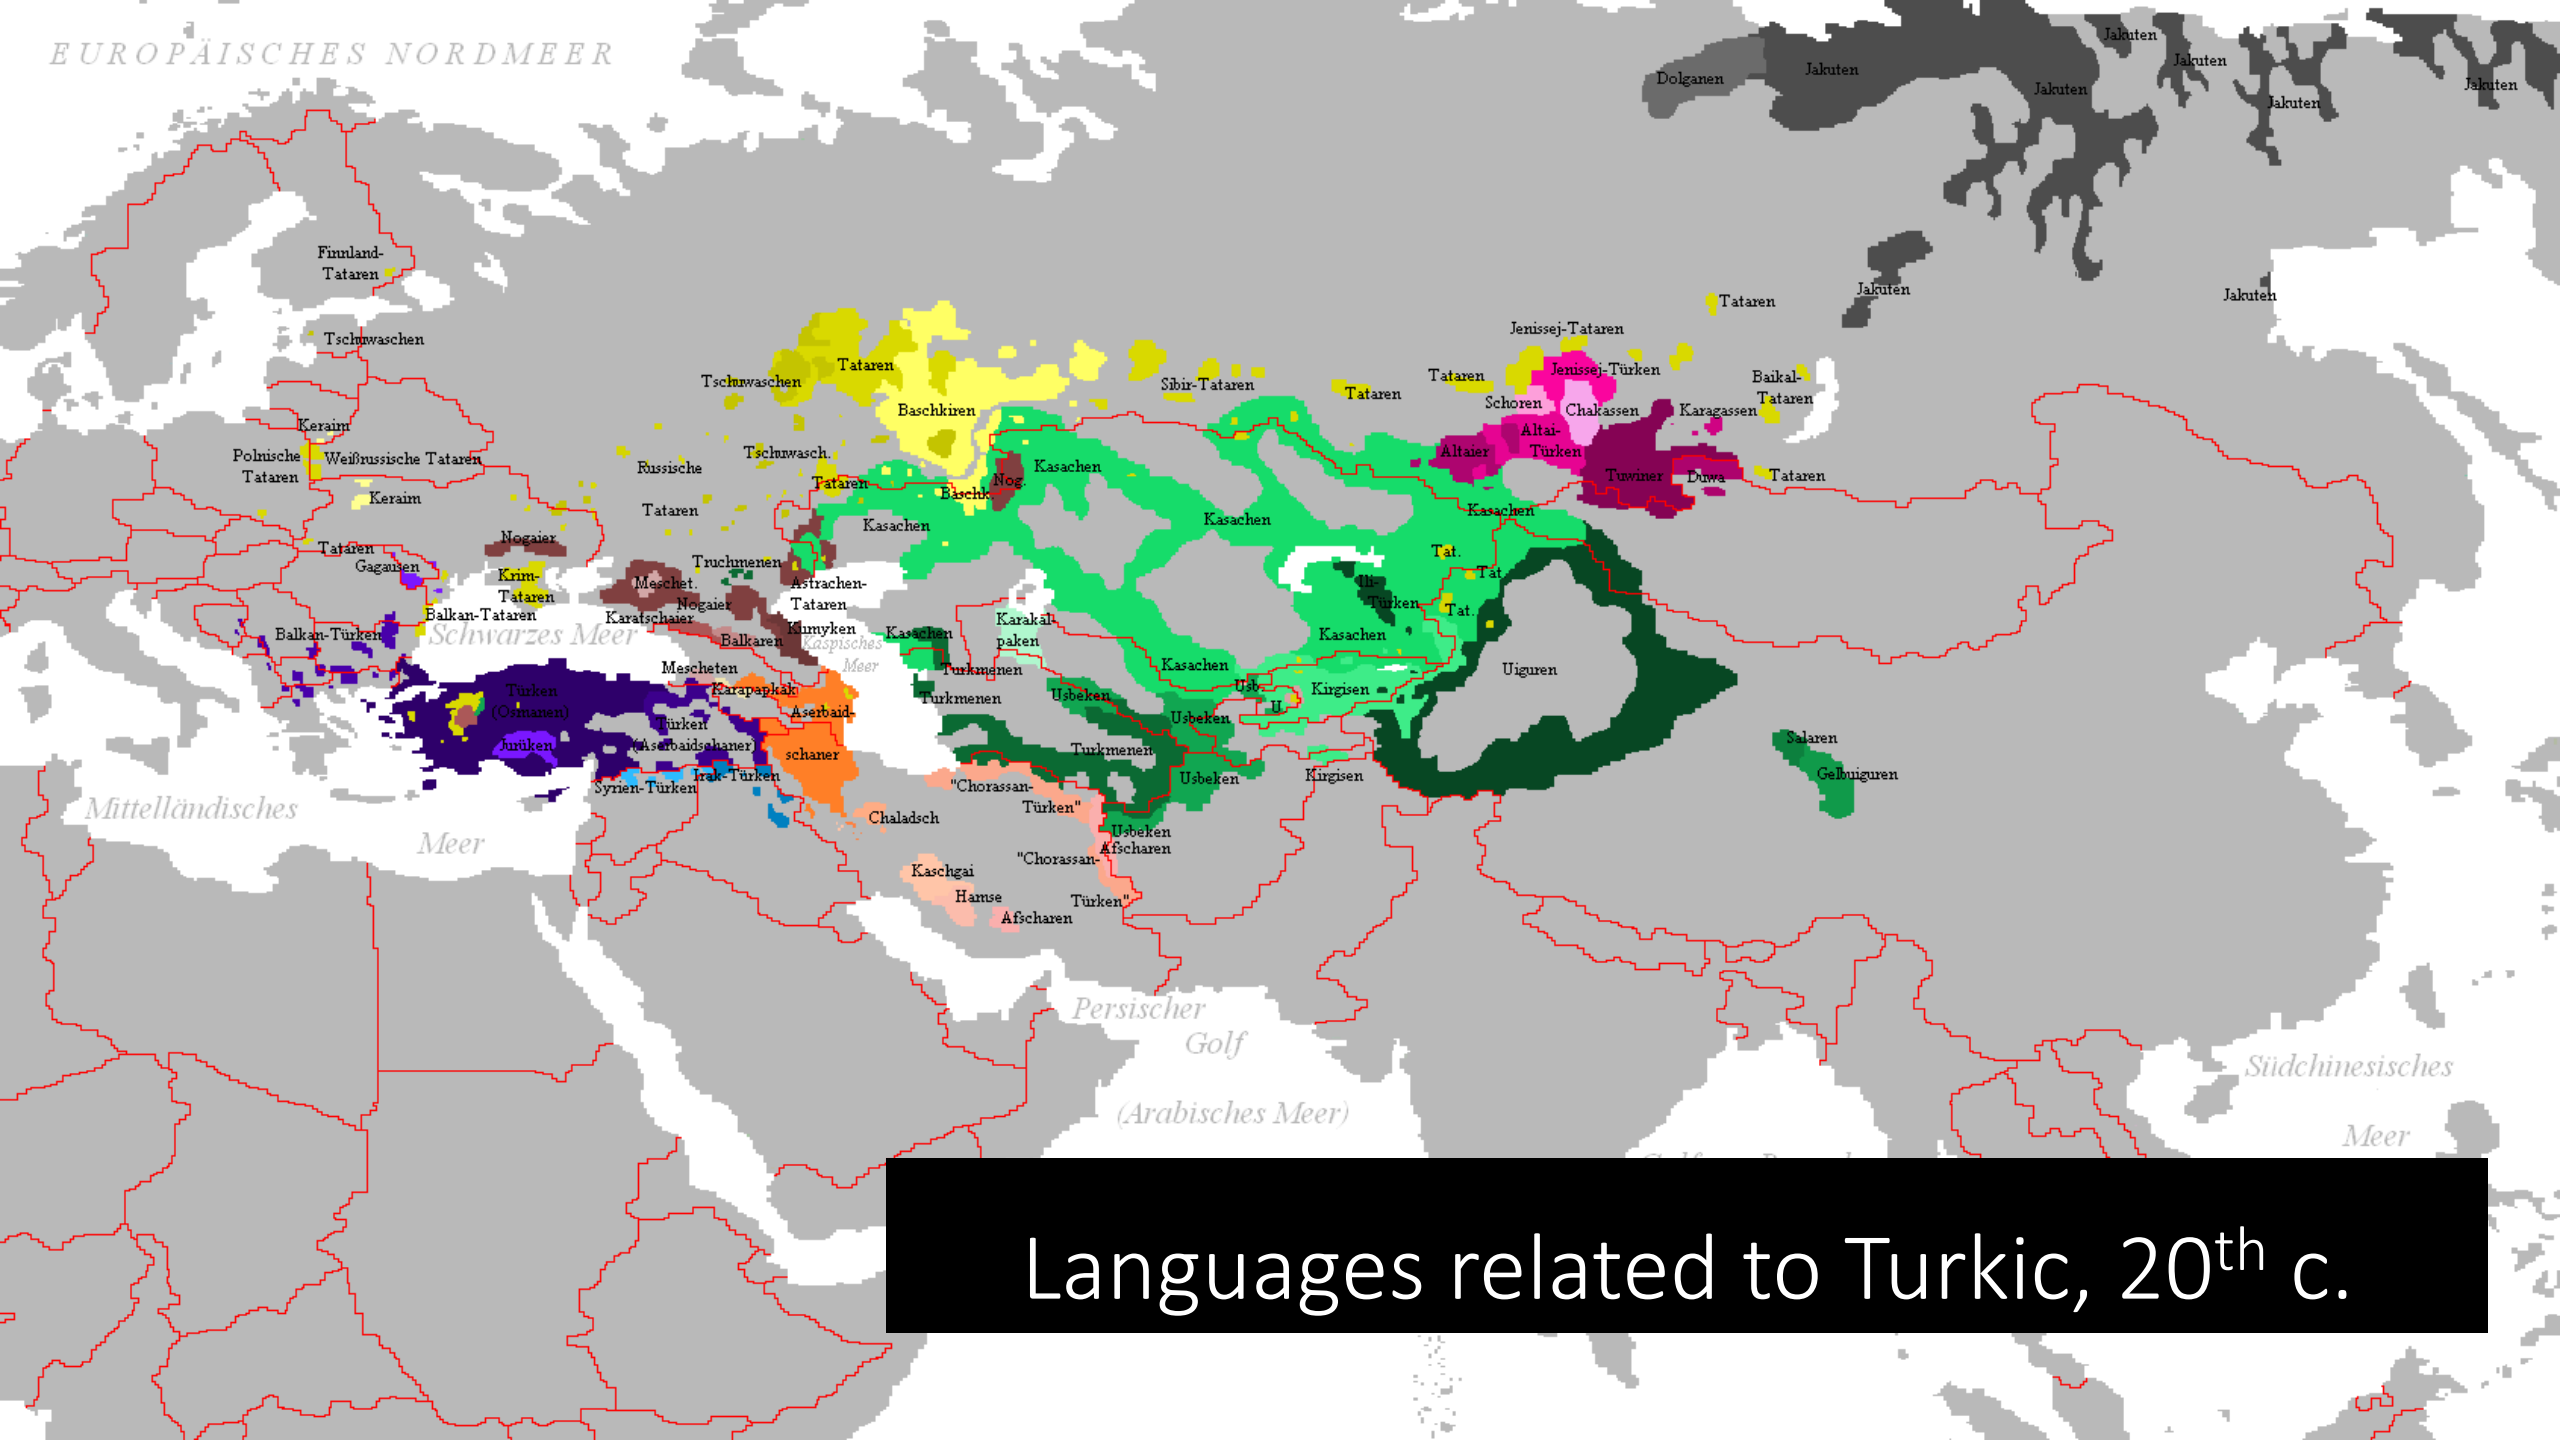 EUROPÄISCHES NORDMEER
Jakuten
Jakuten
Jakuten
Dolganen
Jakuten
Jakuten
Jakuten
Finnland-
Tataren
Jakuten
Jakuten
Tataren
Jenissej-Tataren
Tschuwaschen
Tataren
Jenissej-Türken
Tschuwaschen
Sibir-Tataren
Tataren
Tataren
Baikal-
Tataren
Schoren
Chakassen
Karagassen
Baschkiren
Keraim
Altai-
Türken
Altaier
Polnische
Tataren
Weißrussische Tataren
Tschuwasch.
Russische
Tataren
Kasachen
Tuwiner
Duwa
Tataren
Tataren
Nog.
Baschk.
Keraim
Kasachen
Kasachen
Kasachen
Nogaier
Tataren
Gagausen
Tat.
Truchmenen
Krim-
Tataren
Meschet.
Astrachen-
Tataren
Tat.
Ili-
Türken
Tat.
Nogaier
Balkan-Tataren
Karatschaier
Karakal-
paken
Balkan-Türken
Schwarzes Meer
Balkaren
Kumyken
Kaspisches
Meer
Kasachen
Kasachen
Mescheten
Turkmenen
Kasachen
Uiguren
Türken
(Osmanen)
Karapapkak
Turkmenen
Usbeken
Usb.
Kirgisen
U.
Aserbaid-
schaner
Türken
(Aserbaidschaner)
Usbeken
Jurüken
Turkmenen
Salaren
Irak-Türken
Syrien-Türken
"Chorassan-
Türken"
Usbeken
Kirgisen
Gelbuiguren
Mittelländisches
Meer
Chaladsch
Usbeken
Afscharen
"Chorassan-
Türken"
Kaschgai
Hamse
Afscharen
Persischer
Golf
(Arabisches Meer)
Südchinesisches
Meer
Languages related to Turkic, 20th c.